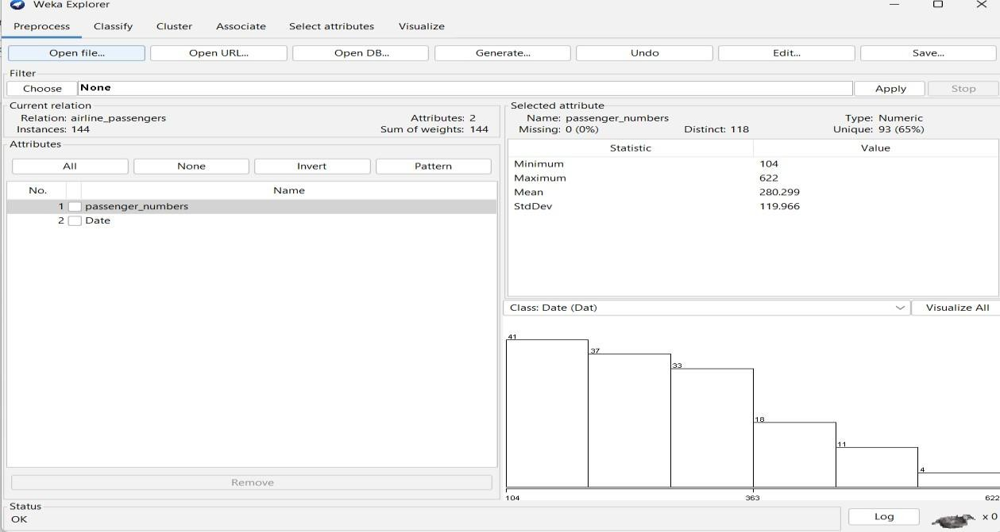 Weka Explorer
Preprocess Classify Cluster Associate Select attributes Visualize
Open file... Open URL... Open DB... Generate... Undo Edit... Save...
Filter
Choose None Apply Stop
Current relation
Relation: airline_passengers Attributes: 2
Instances: 144 Sum of weights: 144
Attributes
All None Invert Pattern
No. Name
1 passenger_numbers
2 Date
Remove
Selected attribute
Name: passenger_numbers Type: Numeric
Missing: 0 (0%) Distinct: 118 Unique: 93 (65%)
Statistic Value
Minimum 104
Maximum 622
Mean 280.299
StdDev 119.966
Class: Date (Dat) Visualize All
41
37
33
18
11
4
104 363 622
Status
OK
Log x 0